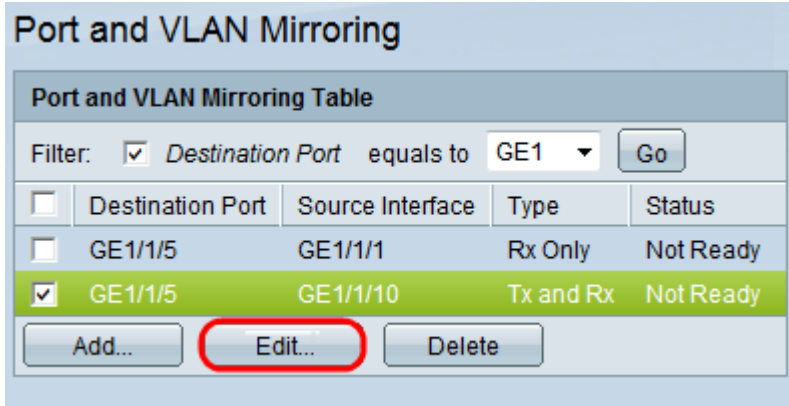 Port and VLAN Mirroring
Port and VLAN Mirroring Table
Filter: Destination Port equals to GE1 Go
Destination Port Source Interface Type Status
GE1/1/5 GE1/1/1 Rx Only Not Ready
GE1/1/5 GE1/1/10 Tx and Rx Not Ready
Add... Edit... Delete